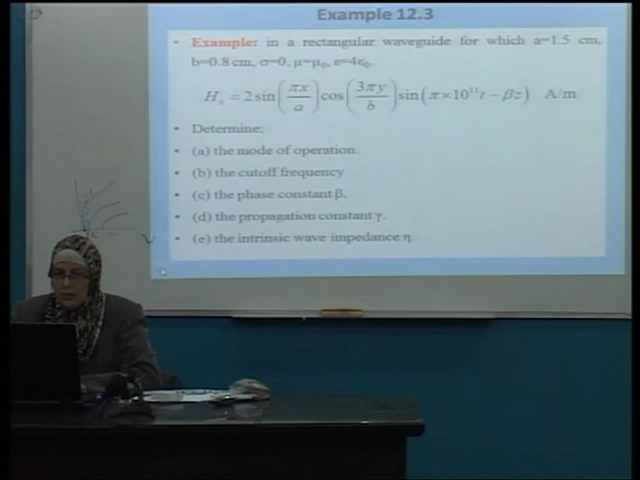 Example 12.3
• Example: in a rectangular waveguide for which a=1.5 cm,
b=0.8 cm, σ=0, μ=μ₀, ε=4ε₀.
Hₓ = 2 sin(πx/a) cos(3πy/b) sin(π×10¹¹t − βz) A/m
• Determine:
• (a) the mode of operation.
• (b) the cutoff frequency
• (c) the phase constant β.
• (d) the propagation constant γ.
• (e) the intrinsic wave impedance η.